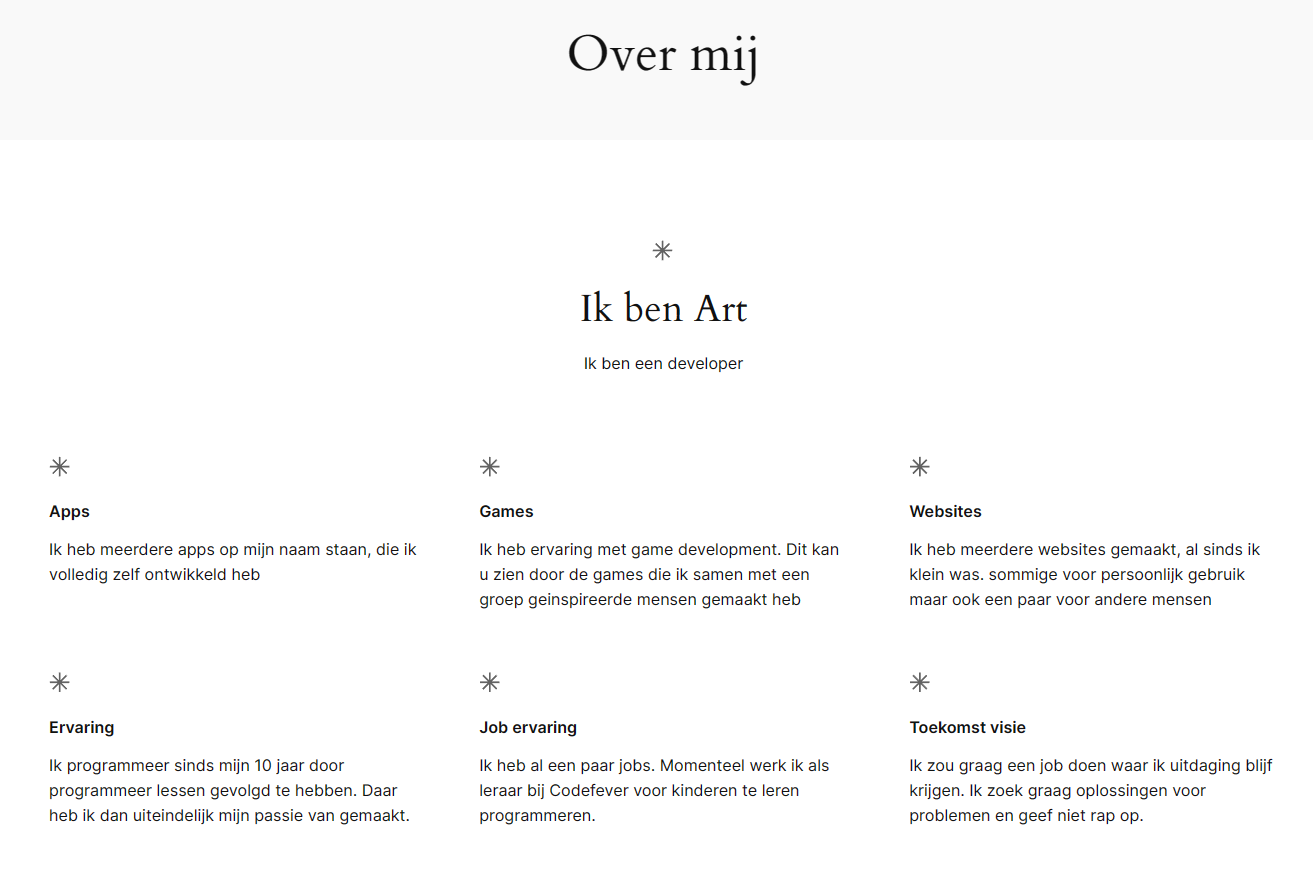 Over mij
Ik ben Art
Ik ben een developer
Apps
Ik heb meerdere apps op mijn naam staan, die ik
volledig zelf ontwikkeld heb
Games
Ik heb ervaring met game development. Dit kan
u zien door de games die ik samen met een
groep geinspireerde mensen gemaakt heb
Websites
Ik heb meerdere websites gemaakt, al sinds ik
klein was. sommige voor persoonlijk gebruik
maar ook een paar voor andere mensen
Ervaring
Ik programmeer sinds mijn 10 jaar door
programmeer lessen gevolgd te hebben. Daar
heb ik dan uiteindelijk mijn passie van gemaakt.
Job ervaring
Ik heb al een paar jobs. Momenteel werk ik als
leraar bij Codefever voor kinderen te leren
programmeren.
Toekomst visie
Ik zou graag een job doen waar ik uitdaging blijf
krijgen. Ik zoek graag oplossingen voor
problemen en geef niet rap op.